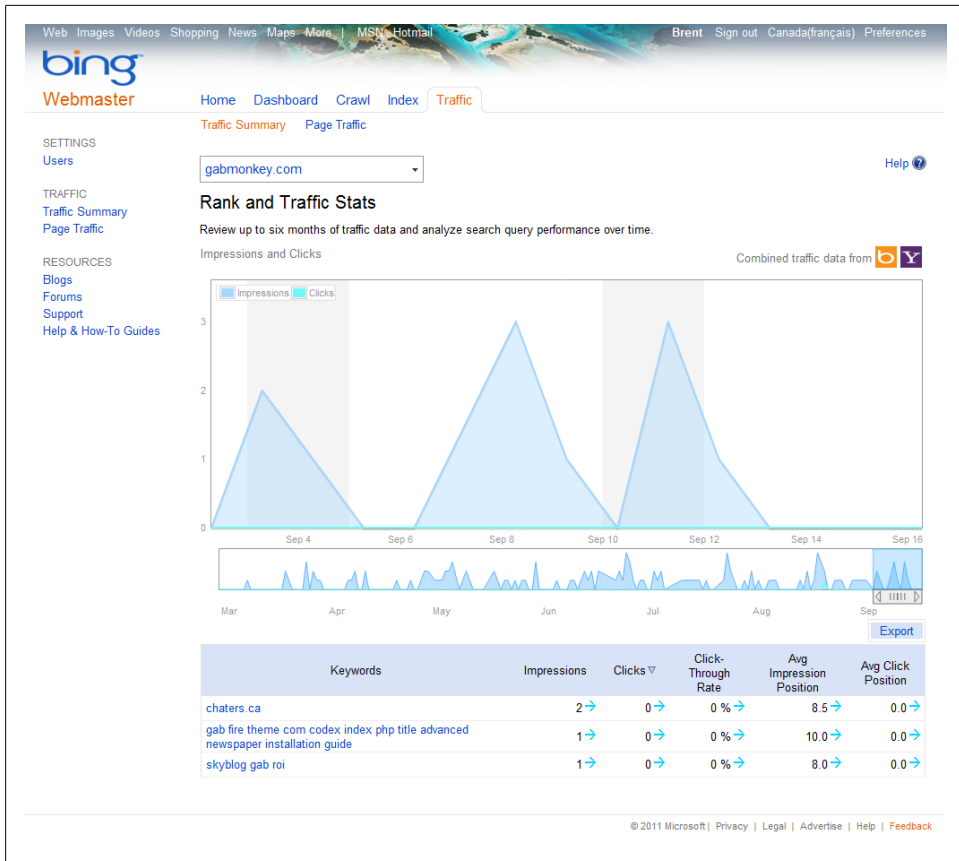 Web Images Videos Shopping News Maps More | MSN Hotmail
Brent Sign out Canada(français) Preferences
bing™
Webmaster
Home Dashboard Crawl Index Traffic
Traffic Summary Page Traffic
SETTINGS
Users
TRAFFIC
Traffic Summary
Page Traffic
RESOURCES
Blogs
Forums
Support
Help & How-To Guides
gabmonkey.com
Help ?
Rank and Traffic Stats
Review up to six months of traffic data and analyze search query performance over time.
Impressions and Clicks
Combined traffic data from b Y
Impressions Clicks
3
2
1
0
Sep 4 Sep 6 Sep 8 Sep 10 Sep 12 Sep 14 Sep 16
Mar Apr May Jun Jul Aug Sep
Export
Keywords Impressions Clicks Click-Through Rate Avg Impression Position Avg Click Position
chaters.ca 2 0 0 % 8.5 0.0
gab fire theme com codex index php title advanced
newspaper installation guide 1 0 0 % 10.0 0.0
skyblog gab roi 1 0 0 % 8.0 0.0
© 2011 Microsoft | Privacy | Legal | Advertise | Help | Feedback